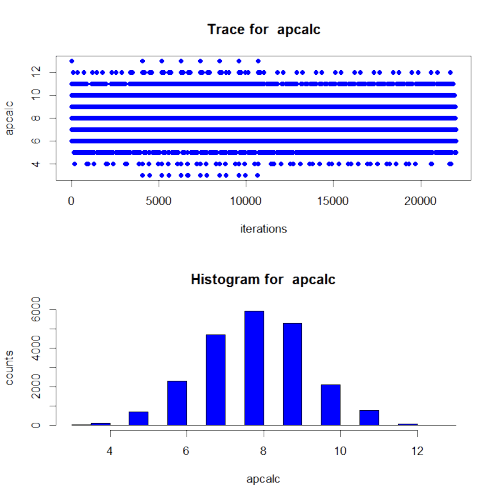 Trace for apcalc
12
10
8
6
4
apcalc
0 5000 10000 15000 20000
iterations
Histogram for apcalc
6000
4000
2000
0
counts
4 6 8 10 12
apcalc